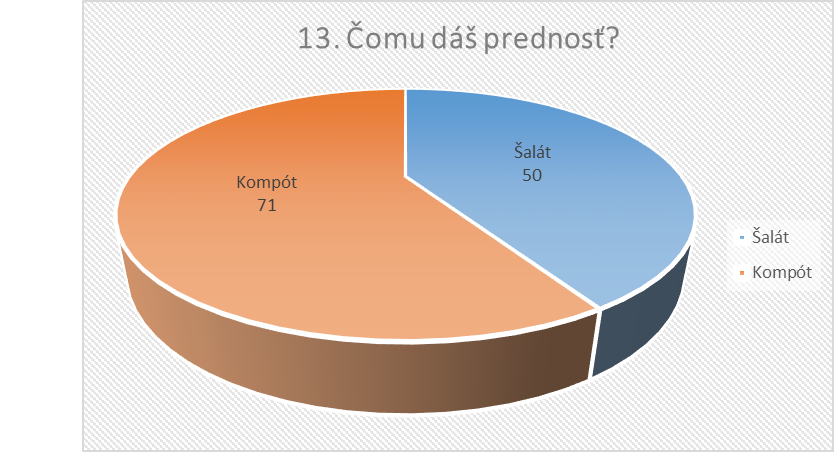 13. Čomu dáš prednosť?
Šalát
50
Kompót
71
Šalát
Kompót